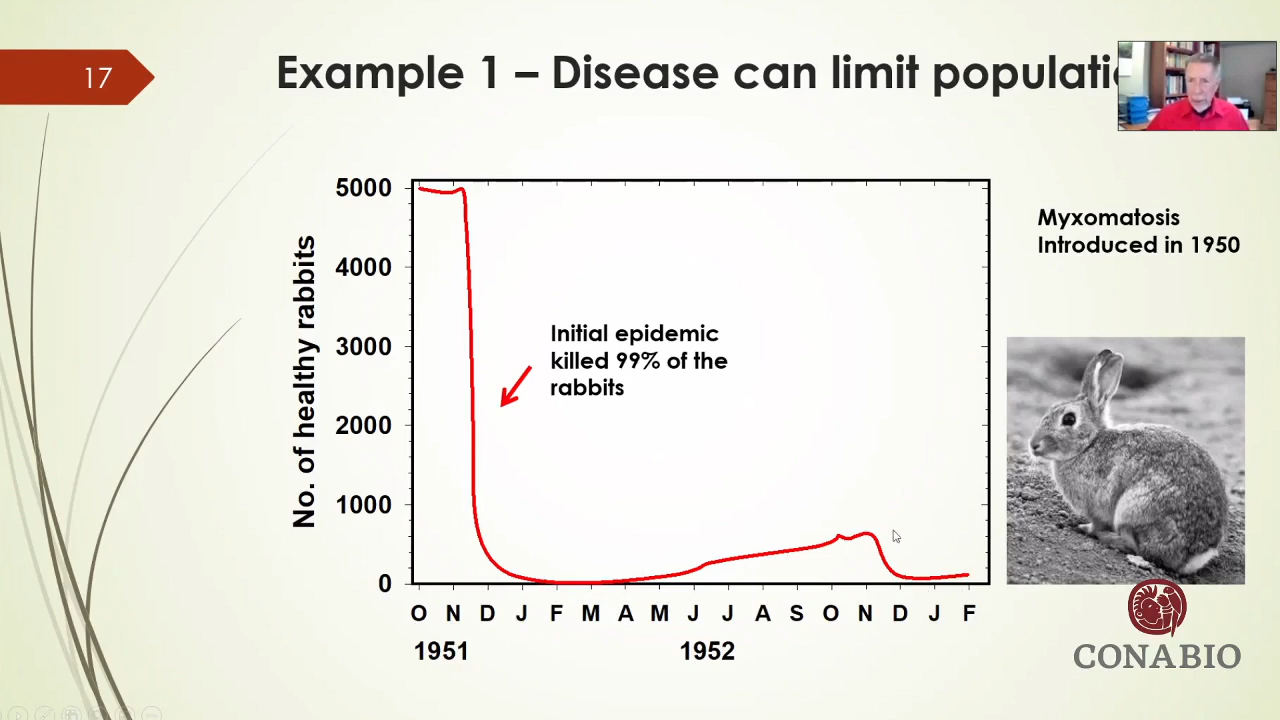 17
Example 1 – Disease can limit populati
Myxomatosis
Introduced in 1950
No. of healthy rabbits
5000
4000
3000
2000
1000
0
Initial epidemic
killed 99% of the
rabbits
O N D J F M A M J J A S O N D J F
1951 1952
CONABIO